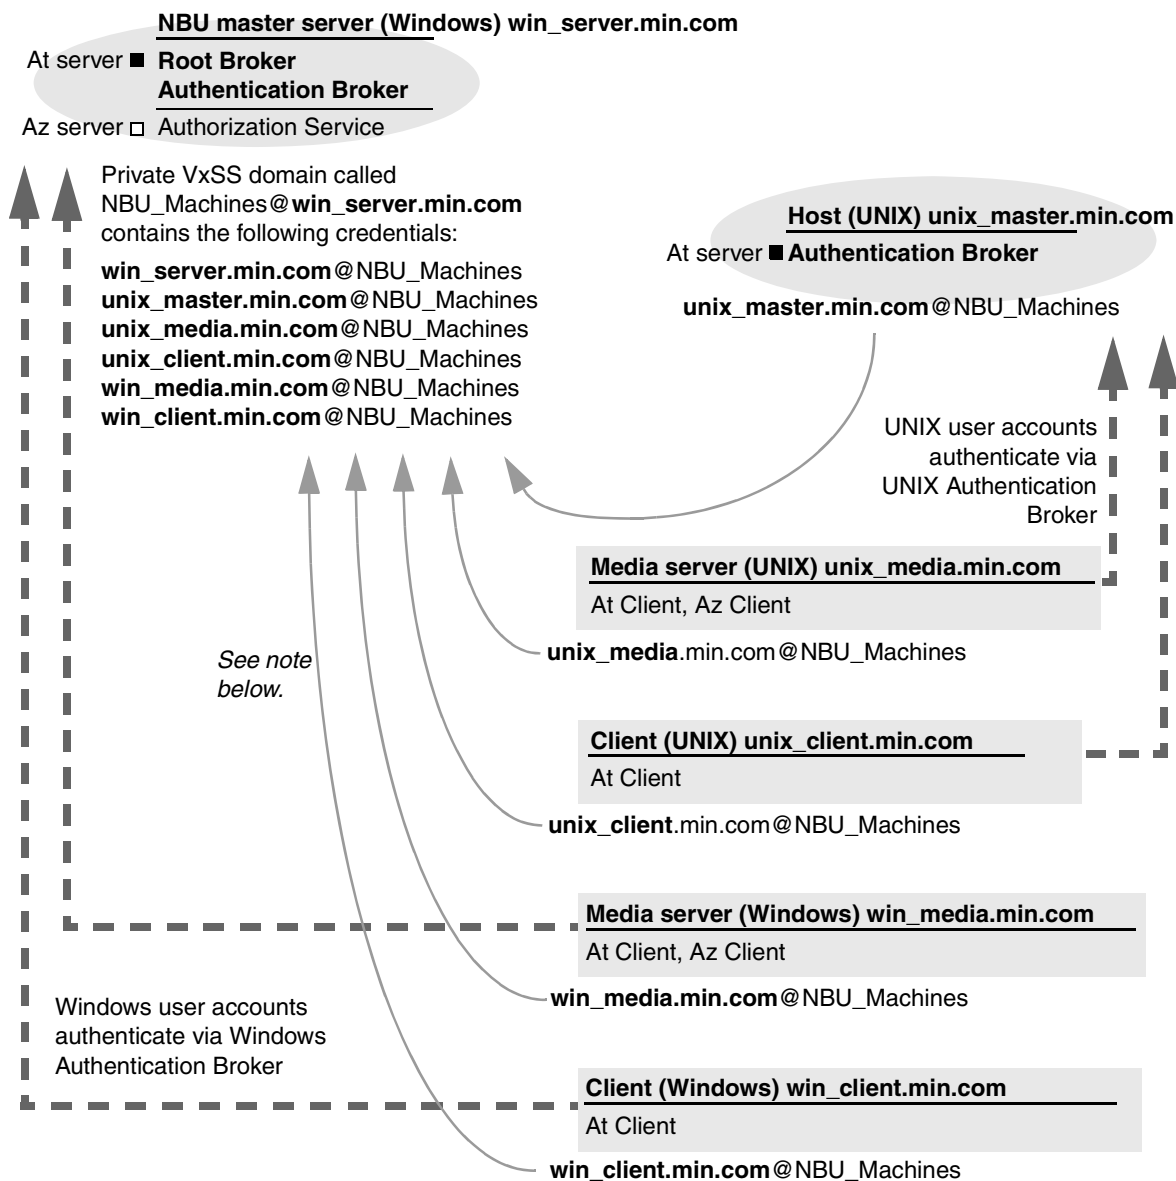 NBU master server (Windows) win_server.min.com
At server Root Broker
Authentication Broker
Az server Authorization Service
Private VxSS domain called
NBU_Machines@win_server.min.com
contains the following credentials:
win_server.min.com@NBU_Machines
unix_master.min.com@NBU_Machines
unix_media.min.com@NBU_Machines
unix_client.min.com@NBU_Machines
win_media.min.com@NBU_Machines
win_client.min.com@NBU_Machines
Host (UNIX) unix_master.min.com
At server Authentication Broker
unix_master.min.com@NBU_Machines
UNIX user accounts
authenticate via
UNIX Authentication
Broker
Media server (UNIX) unix_media.min.com
At Client, Az Client
unix_media.min.com@NBU_Machines
See note
below.
Client (UNIX) unix_client.min.com
At Client
unix_client.min.com@NBU_Machines
Media server (Windows) win_media.min.com
At Client, Az Client
win_media.min.com@NBU_Machines
Windows user accounts
authenticate via Windows
Authentication Broker
Client (Windows) win_client.min.com
At Client
win_client.min.com@NBU_Machines